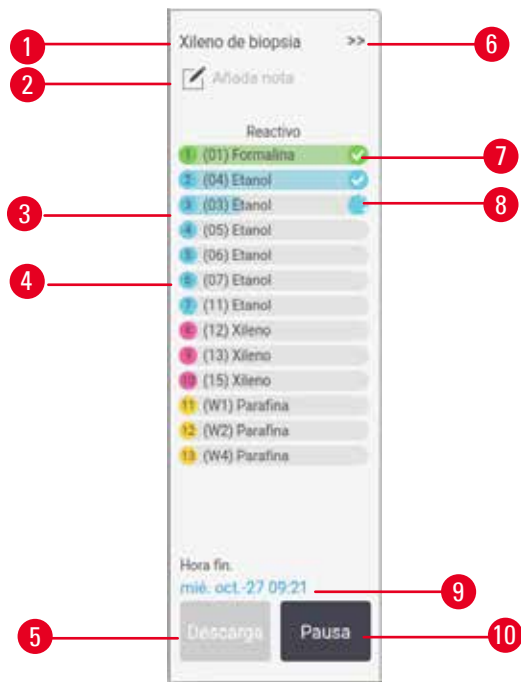 1 Xileno de biopsia >> 6
2 Añada nota
Reactivo
1 (01) Formalina 7
2 (04) Etanol
3 3 (03) Etanol 8
4 (05) Etanol
5 (06) Etanol
4 6 (07) Etanol
7 (11) Etanol
8 (12) Xileno
9 (13) Xileno
10 (15) Xileno
11 (W1) Parafina
12 (W2) Parafina
13 (W4) Parafina
Hora fin.
mié. oct.-27 09:21 9
5 Descarga Pausa 10